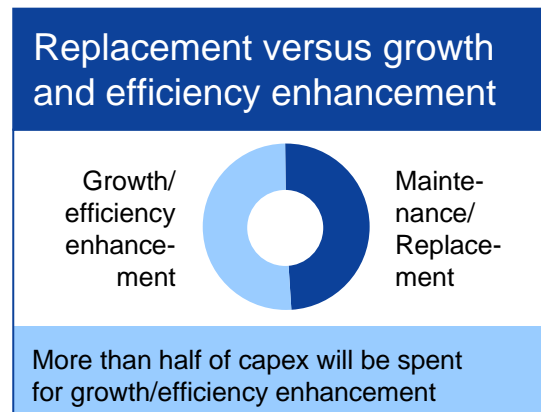 Replacement versus growth
and efficiency enhancement
Growth/
efficiency
enhance-
ment
Mainte-
nance/
Replace-
ment
More than half of capex will be spent
for growth/efficiency enhancement